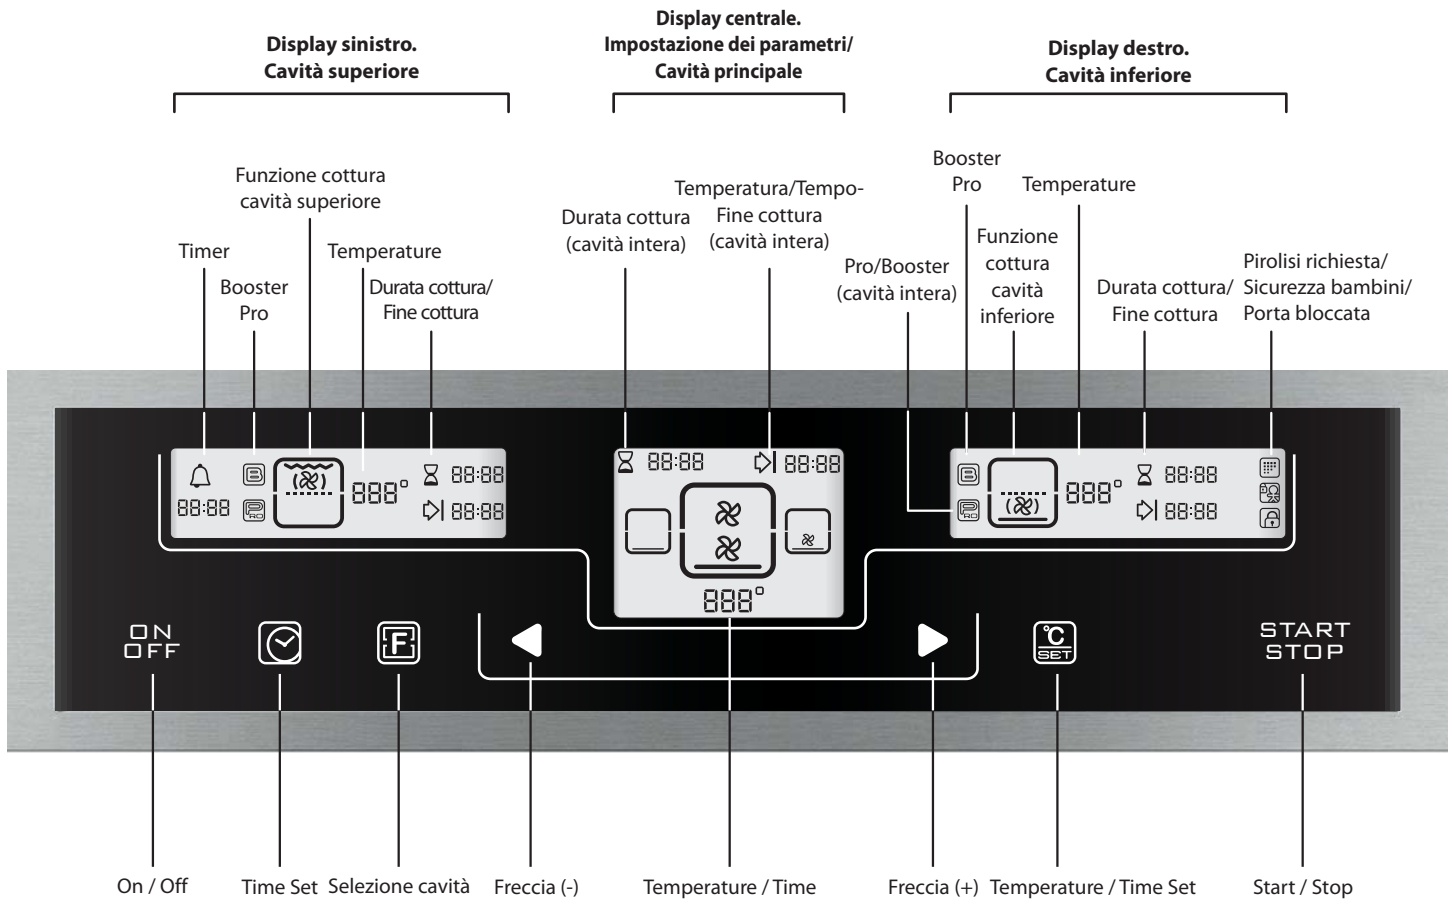 Display sinistro.
Cavità superiore
Display centrale.
Impostazione dei parametri/
Cavità principale
Display destro.
Cavità inferiore
Timer
Booster
Pro
Funzione cottura
cavità superiore
Temperature
Durata cottura/
Fine cottura
Durata cottura
(cavità intera)
Temperatura/Tempo-
Fine cottura
(cavità intera)
Pro/Booster
(cavità intera)
Booster
Pro
Funzione
cottura
cavità
inferiore
Temperature
Durata cottura/
Fine cottura
Pirolisi richiesta/
Sicurezza bambini/
Porta bloccata
88:88
B
PRO
888°
88:88
88:88
88:88
88:88
888°
B
PRO
888°
88:88
88:88
ON
OFF
F
°C
SET
START
STOP
On / Off
Time Set
Selezione cavità
Freccia (-)
Temperature / Time
Freccia (+)
Temperature / Time Set
Start / Stop